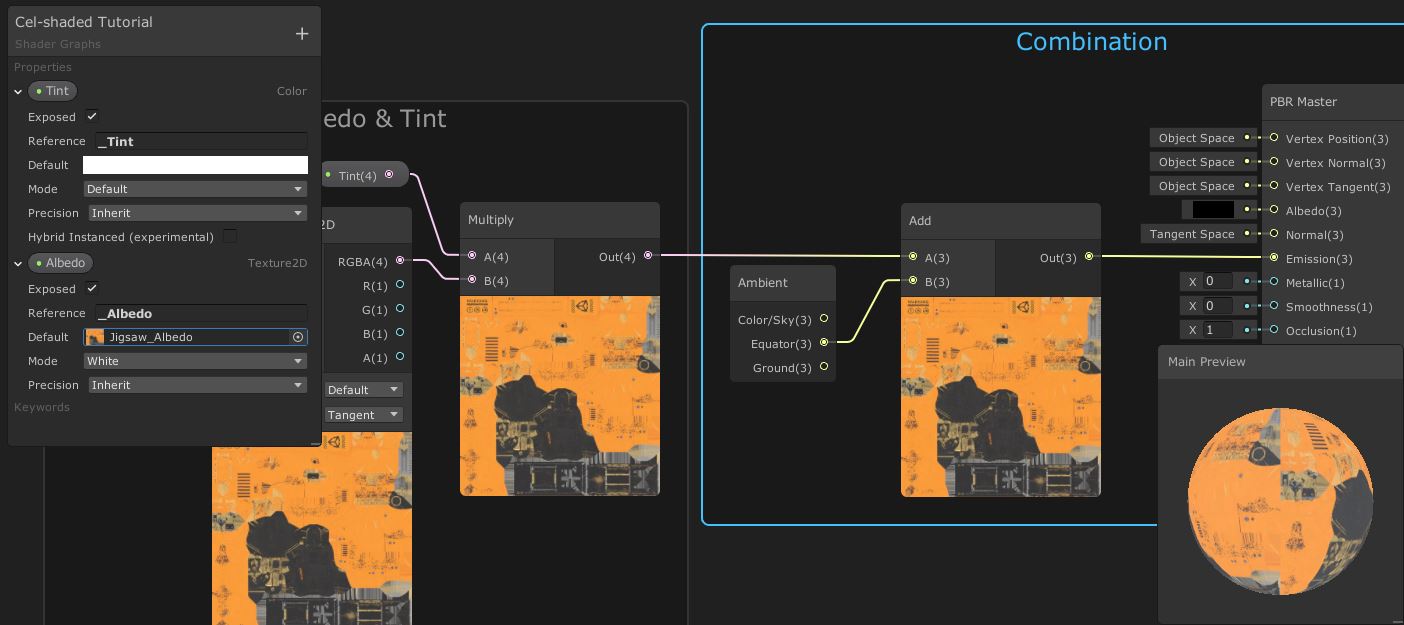 Cel-shaded Tutorial
Shader Graphs
+
Properties
Tint
Color
Exposed
Reference
_Tint
Default
Mode
Default
Precision
Inherit
Hybrid Instanced (experimental)
Albedo
Texture2D
Exposed
Reference
_Albedo
Default
Jigsaw_Albedo
Mode
White
Precision
Inherit
Keywords
edo & Tint
Tint(4)
2D
RGBA(4)
R(1)
G(1)
B(1)
A(1)
Default
Tangent
Multiply
A(4)
Out(4)
B(4)
Combination
Ambient
Color/Sky(3)
Equator(3)
Ground(3)
Add
A(3)
Out(3)
B(3)
PBR Master
Object Space
Vertex Position(3)
Object Space
Vertex Normal(3)
Object Space
Vertex Tangent(3)
Albedo(3)
Tangent Space
Normal(3)
Emission(3)
X 0
Metallic(1)
X 0
Smoothness(1)
X 1
Occlusion(1)
Main Preview